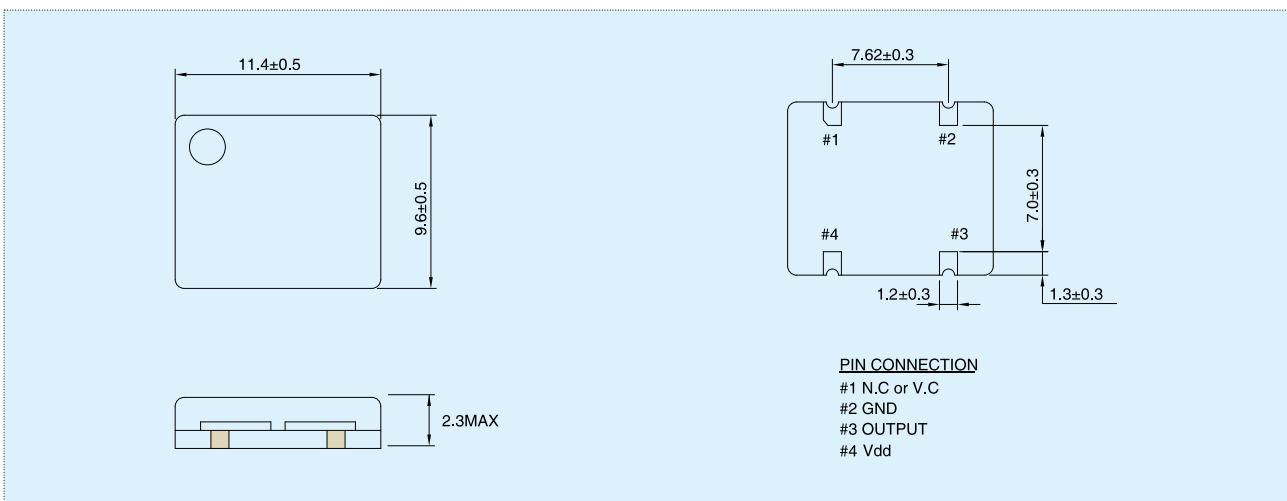 11.4±0.5
9.6±0.5
2.3MAX
7.62±0.3
#1 #2
7.0±0.3
#4 #3
1.2±0.3
1.3±0.3
PIN CONNECTION
#1 N.C or V.C
#2 GND
#3 OUTPUT
#4 Vdd